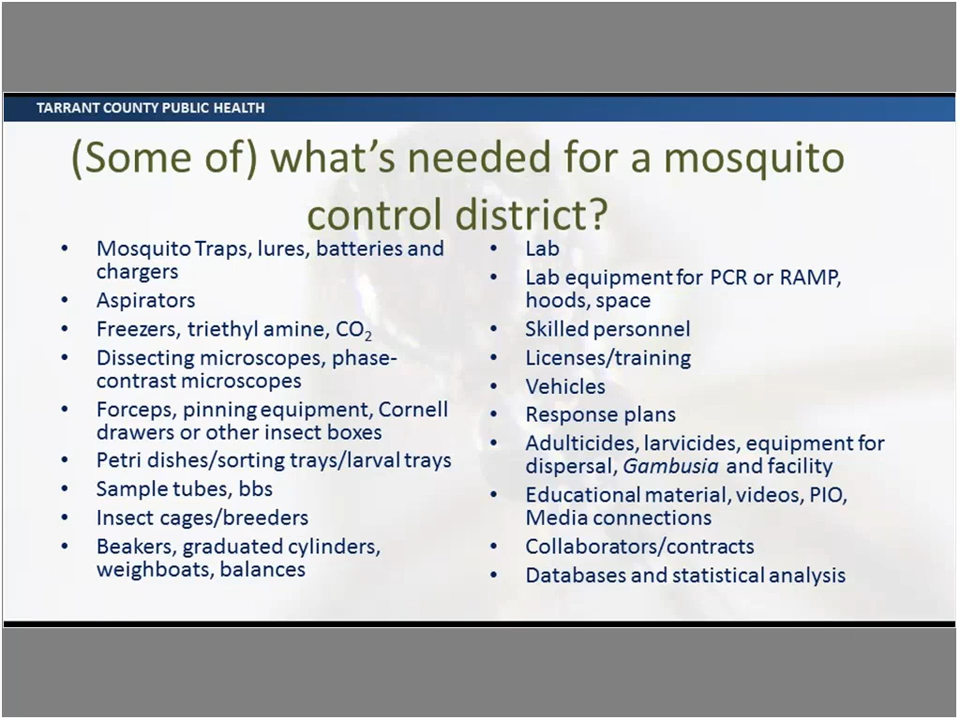 TARRANT COUNTY PUBLIC HEALTH
(Some of) what's needed for a mosquito
control district?
• Mosquito Traps, lures, batteries and
chargers
• Aspirators
• Freezers, triethyl amine, CO₂
• Dissecting microscopes, phase-
contrast microscopes
• Forceps, pinning equipment, Cornell
drawers or other insect boxes
• Petri dishes/sorting trays/larval trays
• Sample tubes, bbs
• Insect cages/breeders
• Beakers, graduated cylinders,
weighboats, balances
• Lab
• Lab equipment for PCR or RAMP,
hoods, space
• Skilled personnel
• Licenses/training
• Vehicles
• Response plans
• Adulticides, larvicides, equipment for
dispersal, Gambusia and facility
• Educational material, videos, PIO,
Media connections
• Collaborators/contracts
• Databases and statistical analysis